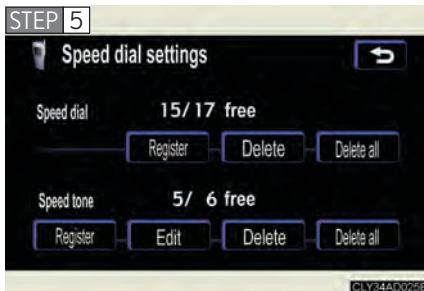 STEP 5
Speed dial settings
Speed dial 15/17 free
Register Delete Delete all
Speed tone 5/ 6 free
Register Edit Delete Delete all
CLY34AD025E